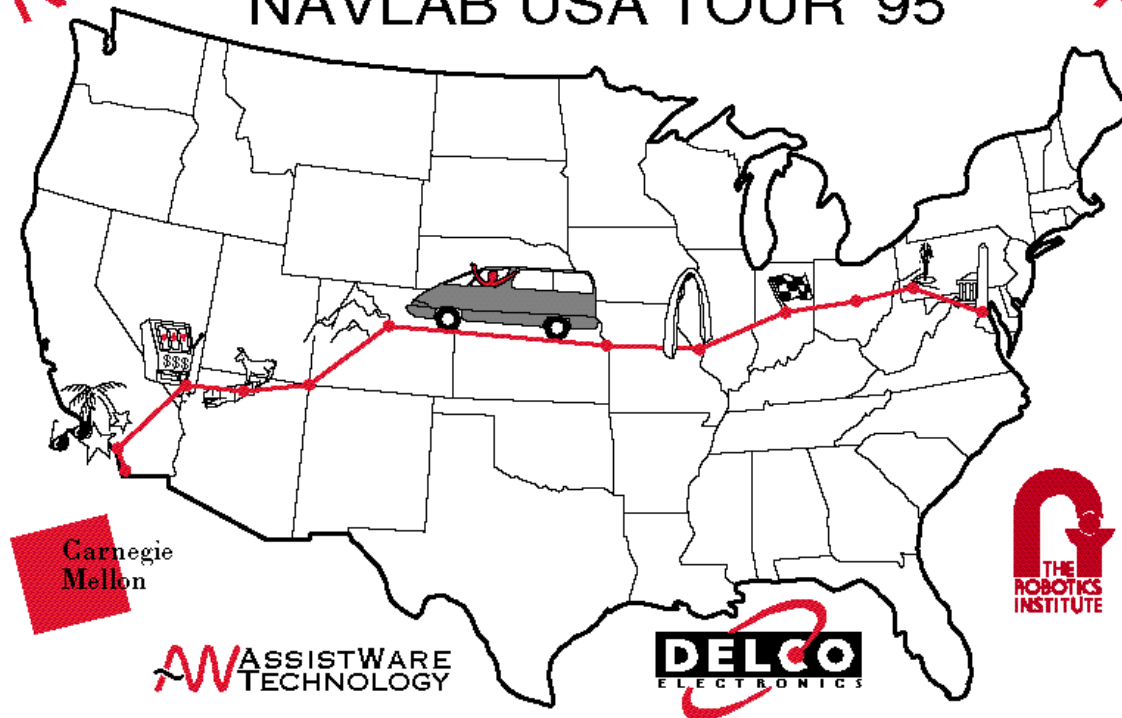 NAVLAB USA TOUR '95
$$$
Carnegie
Mellon
ASSISTWARE
TECHNOLOGY
DELCO
ELECTRONICS
THE
ROBOTICS
INSTITUTE